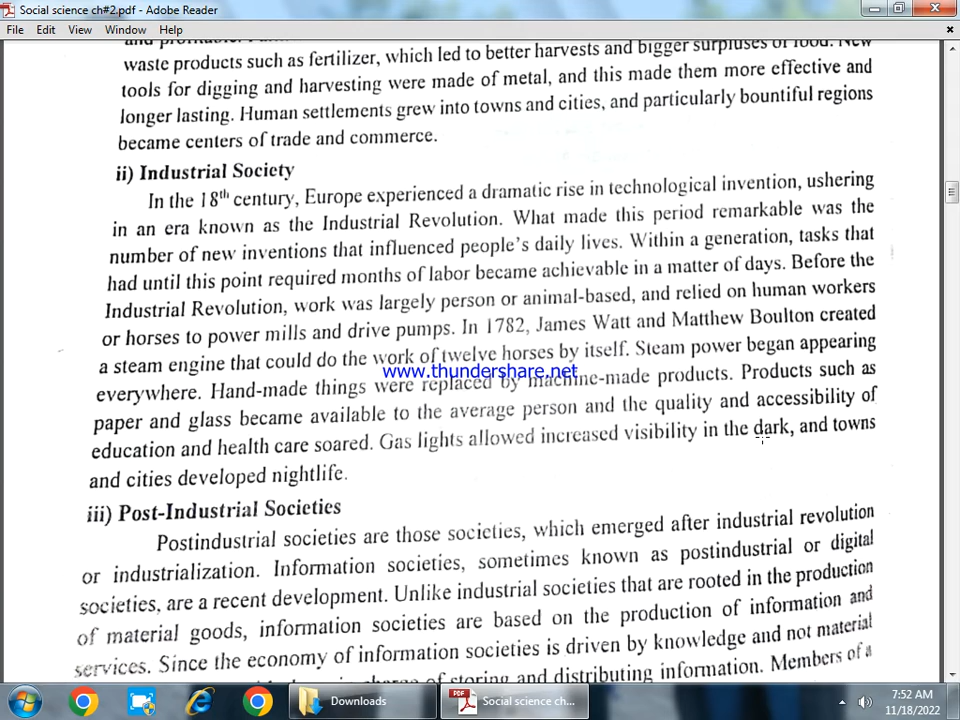 Social science ch#2.pdf - Adobe Reader
File Edit View Window Help
waste products such as fertilizer, which led to better harvests and bigger surpluses of food. New
tools for digging and harvesting were made of metal, and this made them more effective and
longer lasting. Human settlements grew into towns and cities, and particularly bountiful regions
became centers of trade and commerce.
ii) Industrial Society
In the 18th century, Europe experienced a dramatic rise in technological invention, ushering
in an era known as the Industrial Revolution. What made this period remarkable was the
number of new inventions that influenced people's daily lives. Within a generation, tasks that
had until this point required months of labor became achievable in a matter of days. Before the
Industrial Revolution, work was largely person or animal-based, and relied on human workers
or horses to power mills and drive pumps. In 1782, James Watt and Matthew Boulton created
a steam engine that could do the work of twelve horses by itself. Steam power began appearing
www.thundershare.net
everywhere. Hand-made things were replaced by machine-made products. Products such as
paper and glass became available to the average person and the quality and accessibility of
education and health care soared. Gas lights allowed increased visibility in the dark, and towns
and cities developed nightlife.
iii) Post-Industrial Societies
Postindustrial societies are those societies, which emerged after industrial revolution
or industrialization. Information societies, sometimes known as postindustrial or digital
societies, are a recent development. Unlike industrial societies that are rooted in the production
of material goods, information societies are based on the production of information and
services. Since the economy of information societies is driven by knowledge and not material
of storing and distributing information. Members of a
Downloads
Social science ch...
PDF
7:52 AM
11/18/2022